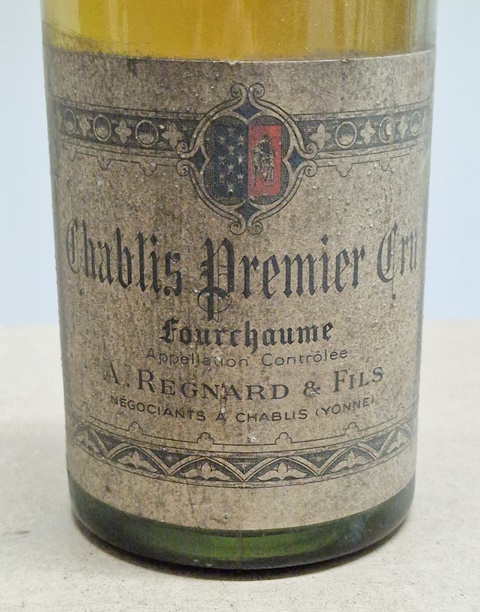 Chablis Premier Cru
Fourchaume
Appellation Contrôlée
A. REGNARD & FILS
NÉGOCIANTS A CHABLIS (YONNE)